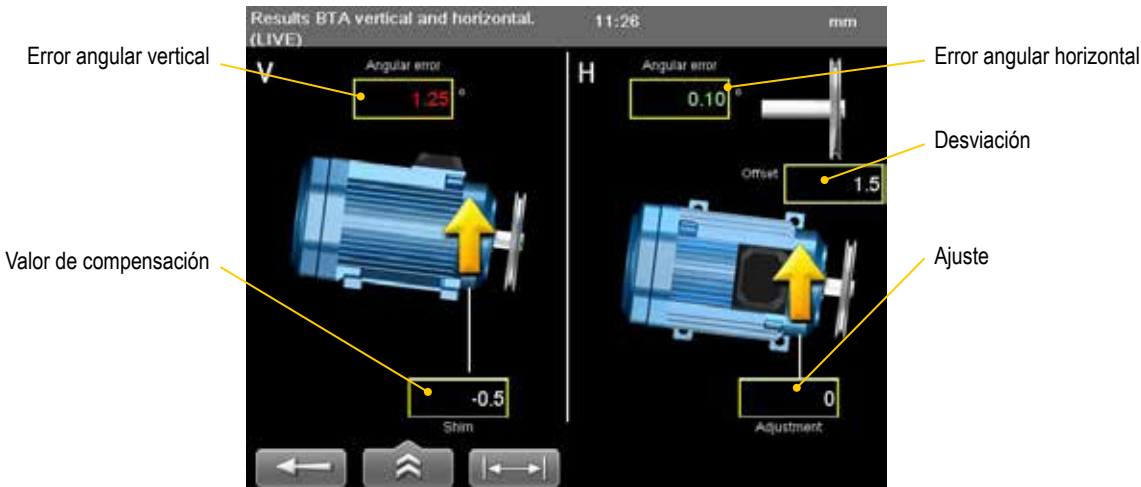 Results BTA vertical and horizontal.
(LIVE)
11:26
mm
Error angular vertical
Error angular horizontal
V
Angular error
1.25 °
H
Angular error
0.10 °
Desviación
Offset
1.5
Valor de compensación
Ajuste
-0.5
Shim
0
Adjustment